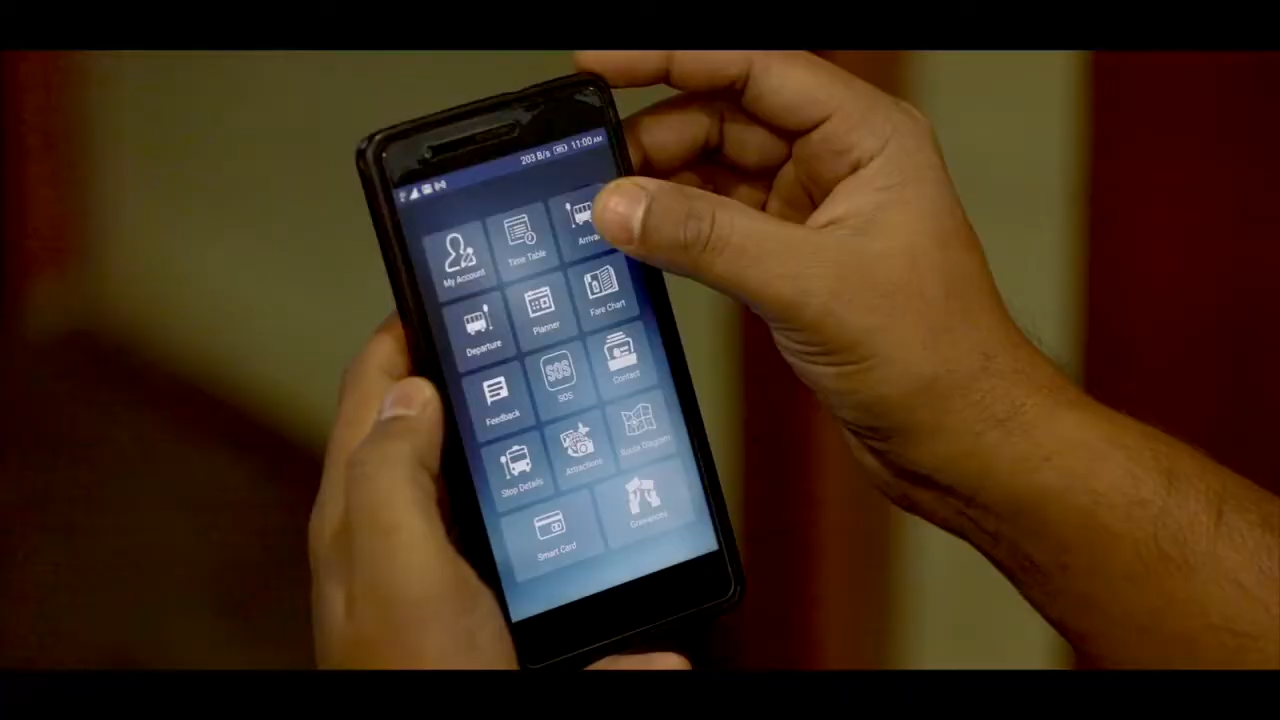 203 B/s 11:00 AM
My Account Time Table Arriva
Departure Planner Fare Chart
Feedback SOS SOS Contact
Stop Details Attractions Route Diagram
Smart Card Grievances